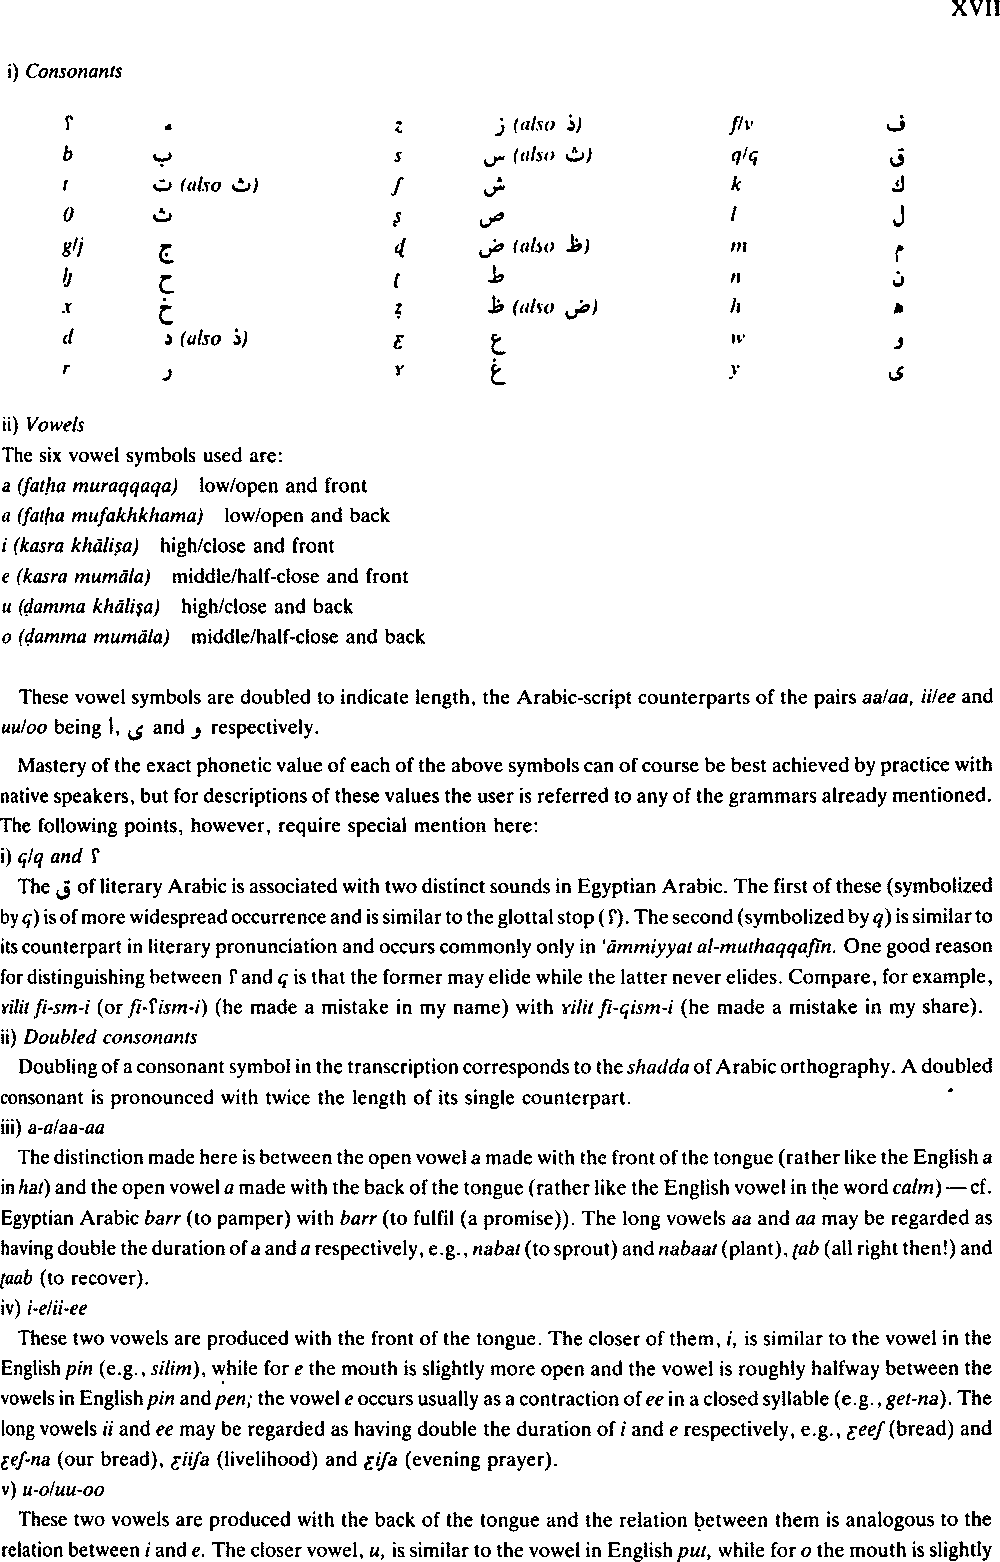 XVII
i) Consonants
ʕ ء z ز (also ذ) f/v ف
b ب s س (also ث) q/q̣ ق
t ت (also ث) ʃ ش k ك
θ ث ṣ ص l ل
g/j ج ḍ ض (also ظ) m م
ḥ ح ṭ ط n ن
x خ ẓ ظ (also ض) h ه
d د (also ذ) ع ع w و
r ر ɣ غ y ى
ii) Vowels
The six vowel symbols used are:
a (fatḥa muraqqaqa) low/open and front
ɑ (fatḥa mufakhkhama) low/open and back
i (kasra khāliṣa) high/close and front
e (kasra mumāla) middle/half-close and front
u (ḍamma khāliṣa) high/close and back
o (ḍamma mumāla) middle/half-close and back
These vowel symbols are doubled to indicate length, the Arabic-script counterparts of the pairs aa/ɑɑ, ii/ee and
uu/oo being ا, ي and و respectively.
Mastery of the exact phonetic value of each of the above symbols can of course be best achieved by practice with
native speakers, but for descriptions of these values the user is referred to any of the grammars already mentioned.
The following points, however, require special mention here:
i) q̣/q and ʕ
The ق of literary Arabic is associated with two distinct sounds in Egyptian Arabic. The first of these (symbolized
by q̣) is of more widespread occurrence and is similar to the glottal stop (ʕ). The second (symbolized by q) is similar to
its counterpart in literary pronunciation and occurs commonly only in 'āmmiyyat al-muthaqqafīn. One good reason
for distinguishing between ʕ and q̣ is that the former may elide while the latter never elides. Compare, for example,
ɣiliṭ fi-sm-i (or fi-ʕism-i) (he made a mistake in my name) with ɣiliṭ fi-q̣ism-i (he made a mistake in my share).
ii) Doubled consonants
Doubling of a consonant symbol in the transcription corresponds to the shadda of Arabic orthography. A doubled
consonant is pronounced with twice the length of its single counterpart.
iii) a-ɑ/aa-ɑɑ
The distinction made here is between the open vowel a made with the front of the tongue (rather like the English a
in hat) and the open vowel ɑ made with the back of the tongue (rather like the English vowel in the word calm) — cf.
Egyptian Arabic barr (to pamper) with bɑrr (to fulfil (a promise)). The long vowels aa and ɑɑ may be regarded as
having double the duration of a and ɑ respectively, e.g., nabat (to sprout) and nabaat (plant), ṭɑb (all right then!) and
ṭɑɑb (to recover).
iv) i-e/ii-ee
These two vowels are produced with the front of the tongue. The closer of them, i, is similar to the vowel in the
English pin (e.g., silim), while for e the mouth is slightly more open and the vowel is roughly halfway between the
vowels in English pin and pen; the vowel e occurs usually as a contraction of ee in a closed syllable (e.g., get-na). The
long vowels ii and ee may be regarded as having double the duration of i and e respectively, e.g., عeeʃ (bread) and
عeʃ-na (our bread), عiiʃa (livelihood) and عiʃa (evening prayer).
v) u-o/uu-oo
These two vowels are produced with the back of the tongue and the relation between them is analogous to the
relation between i and e. The closer vowel, u, is similar to the vowel in English put, while for o the mouth is slightly